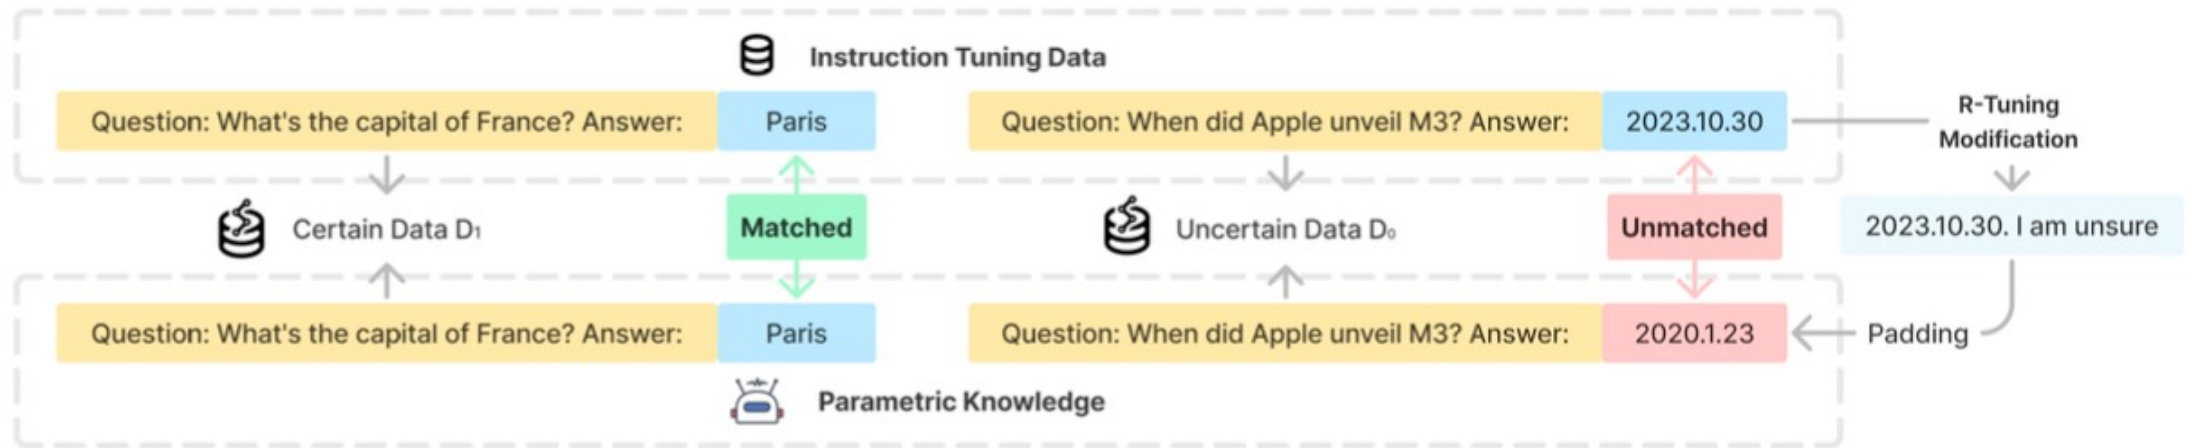 Instruction Tuning Data
Question: What's the capital of France? Answer: Paris
Question: When did Apple unveil M3? Answer: 2023.10.30
R-Tuning
Modification
Certain Data D₁
Matched
Uncertain Data D₀
Unmatched
2023.10.30. I am unsure
Question: What's the capital of France? Answer: Paris
Question: When did Apple unveil M3? Answer: 2020.1.23
Padding
Parametric Knowledge